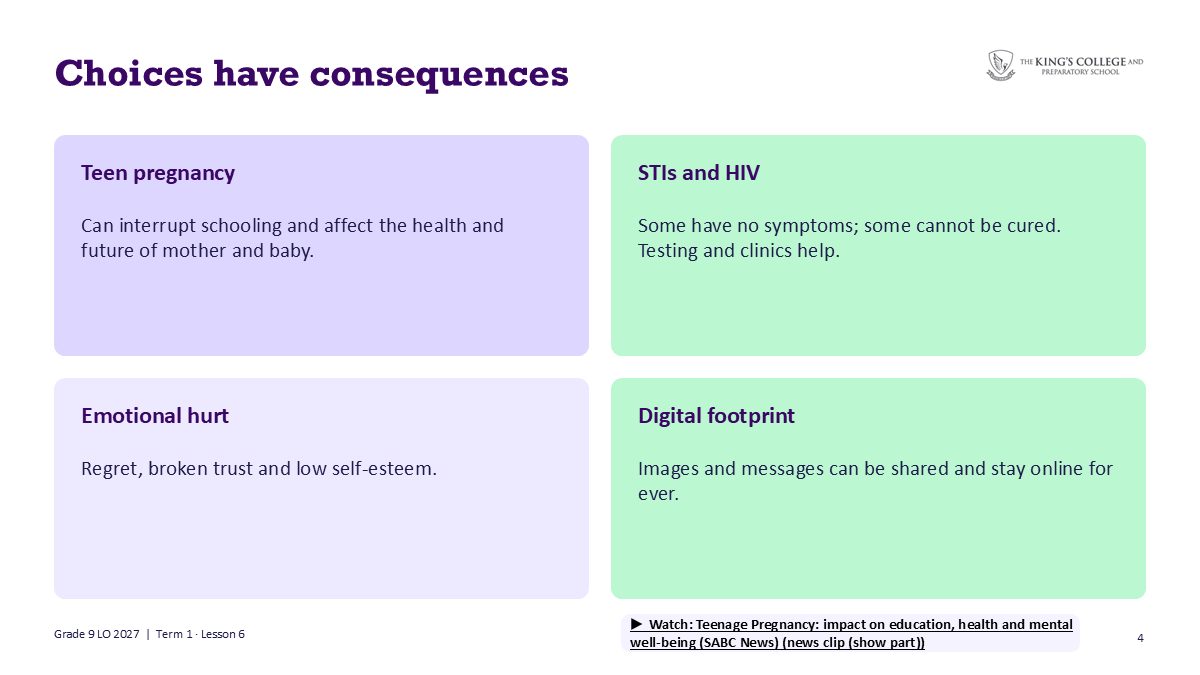 Choices have consequences
THE KING'S COLLEGE AND
PREPARATORY SCHOOL
Teen pregnancy
Can interrupt schooling and affect the health and
future of mother and baby.
STIs and HIV
Some have no symptoms; some cannot be cured.
Testing and clinics help.
Emotional hurt
Regret, broken trust and low self-esteem.
Digital footprint
Images and messages can be shared and stay online for
ever.
Grade 9 LO 2027 | Term 1 · Lesson 6
▶ Watch: Teenage Pregnancy: impact on education, health and mental
well-being (SABC News) (news clip (show part))
4